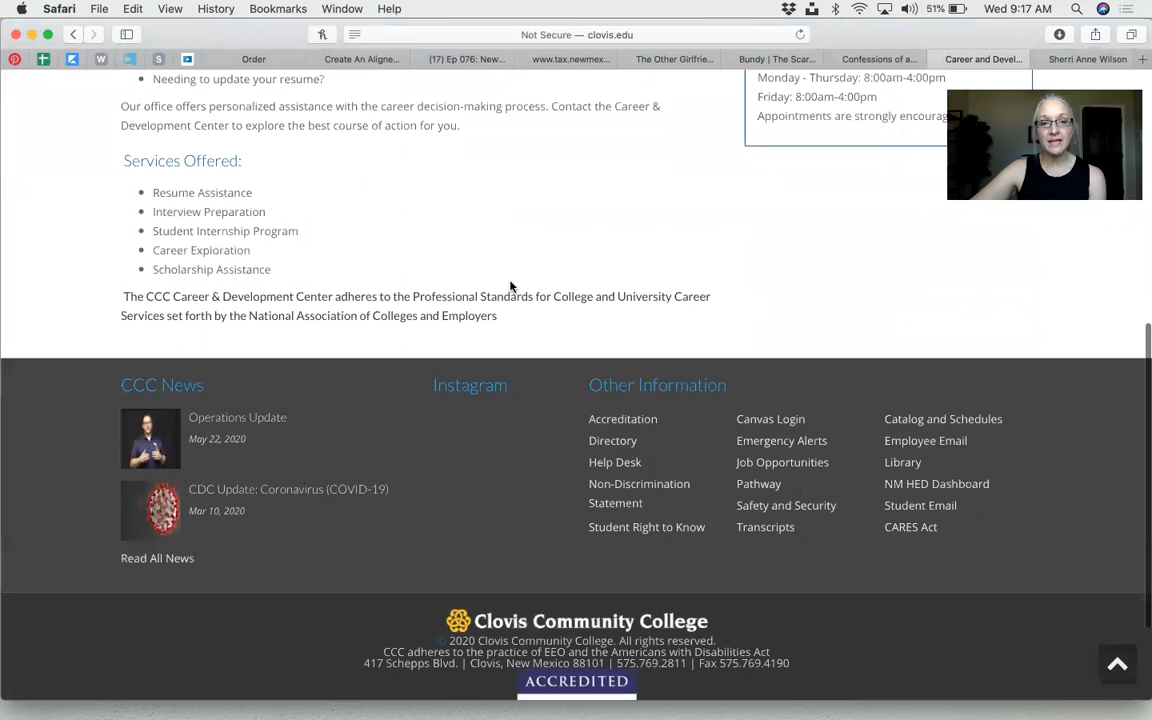 Safari File Edit View History Bookmarks Window Help 51% Wed 9:17 AM
Not Secure — clovis.edu
Order Create An Aligne... (17) Ep 076: New... www.tax.newmex... The Other Girlfrie... Bundy | The Scar... Confessions of a... Career and Devel... Sherri Anne Wilson
Needing to update your resume?
Our office offers personalized assistance with the career decision-making process. Contact the Career &
Development Center to explore the best course of action for you.
Services Offered:
Resume Assistance
Interview Preparation
Student Internship Program
Career Exploration
Scholarship Assistance
The CCC Career & Development Center adheres to the Professional Standards for College and University Career
Services set forth by the National Association of Colleges and Employers
Monday - Thursday: 8:00am-4:00pm
Friday: 8:00am-4:00pm
Appointments are strongly encourag
CCC News
Operations Update
May 22, 2020
CDC Update: Coronavirus (COVID-19)
Mar 10, 2020
Read All News
Instagram
Other Information
Accreditation
Directory
Help Desk
Non-Discrimination
Statement
Student Right to Know
Canvas Login
Emergency Alerts
Job Opportunities
Pathway
Safety and Security
Transcripts
Catalog and Schedules
Employee Email
Library
NM HED Dashboard
Student Email
CARES Act
Clovis Community College
© 2020 Clovis Community College. All rights reserved.
CCC adheres to the practice of EEO and the Americans with Disabilities Act
417 Schepps Blvd. | Clovis, New Mexico 88101 | 575.769.2811 | Fax 575.769.4190
ACCREDITED